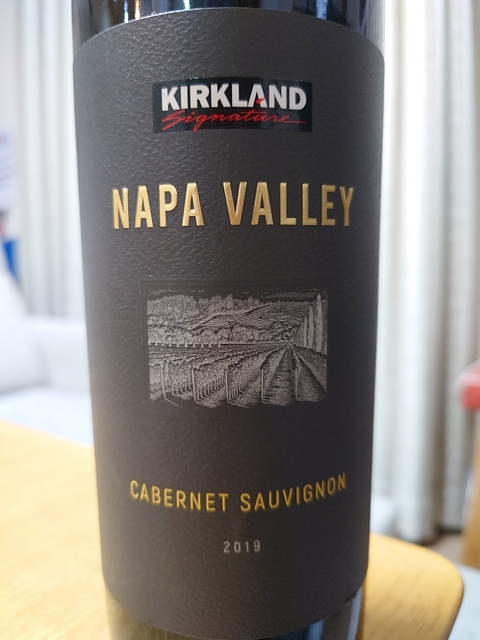 KIRKLAND
Signature
NAPA VALLEY
CABERNET SAUVIGNON
2019